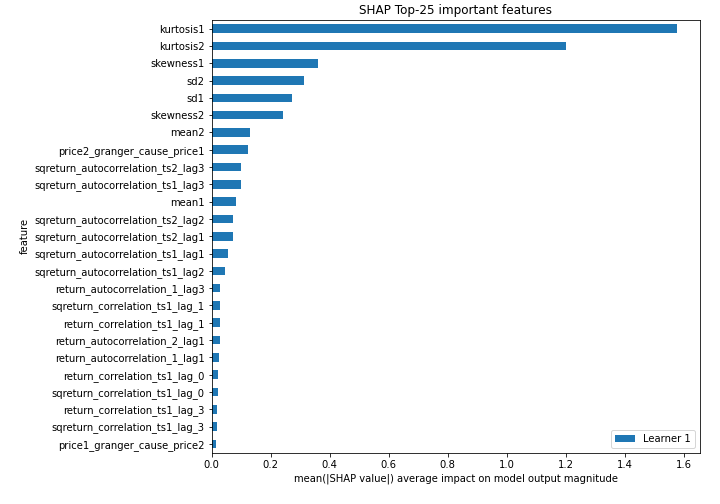 SHAP Top-25 important features
kurtosis1
kurtosis2
skewness1
sd2
sd1
skewness2
mean2
price2_granger_cause_price1
sqreturn_autocorrelation_ts2_lag3
sqreturn_autocorrelation_ts1_lag3
mean1
sqreturn_autocorrelation_ts2_lag2
sqreturn_autocorrelation_ts2_lag1
sqreturn_autocorrelation_ts1_lag1
sqreturn_autocorrelation_ts1_lag2
return_autocorrelation_1_lag3
sqreturn_correlation_ts1_lag_1
return_correlation_ts1_lag_1
return_autocorrelation_2_lag1
return_autocorrelation_1_lag1
return_correlation_ts1_lag_0
sqreturn_correlation_ts1_lag_0
return_correlation_ts1_lag_3
sqreturn_correlation_ts1_lag_3
price1_granger_cause_price2
feature
Learner 1
0.0 0.2 0.4 0.6 0.8 1.0 1.2 1.4 1.6
mean(|SHAP value|) average impact on model output magnitude